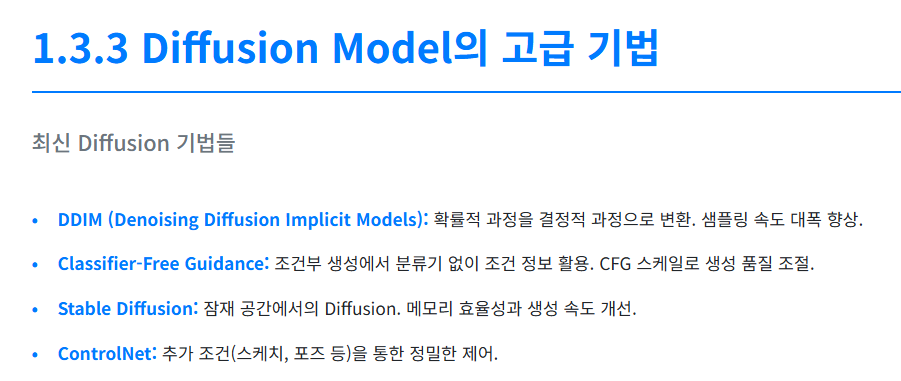 1.3.3 Diffusion Model의 고급 기법
최신 Diffusion 기법들
• DDIM (Denoising Diffusion Implicit Models): 확률적 과정을 결정적 과정으로 변환. 샘플링 속도 대폭 향상.
• Classifier-Free Guidance: 조건부 생성에서 분류기 없이 조건 정보 활용. CFG 스케일로 생성 품질 조절.
• Stable Diffusion: 잠재 공간에서의 Diffusion. 메모리 효율성과 생성 속도 개선.
• ControlNet: 추가 조건(스케치, 포즈 등)을 통한 정밀한 제어.